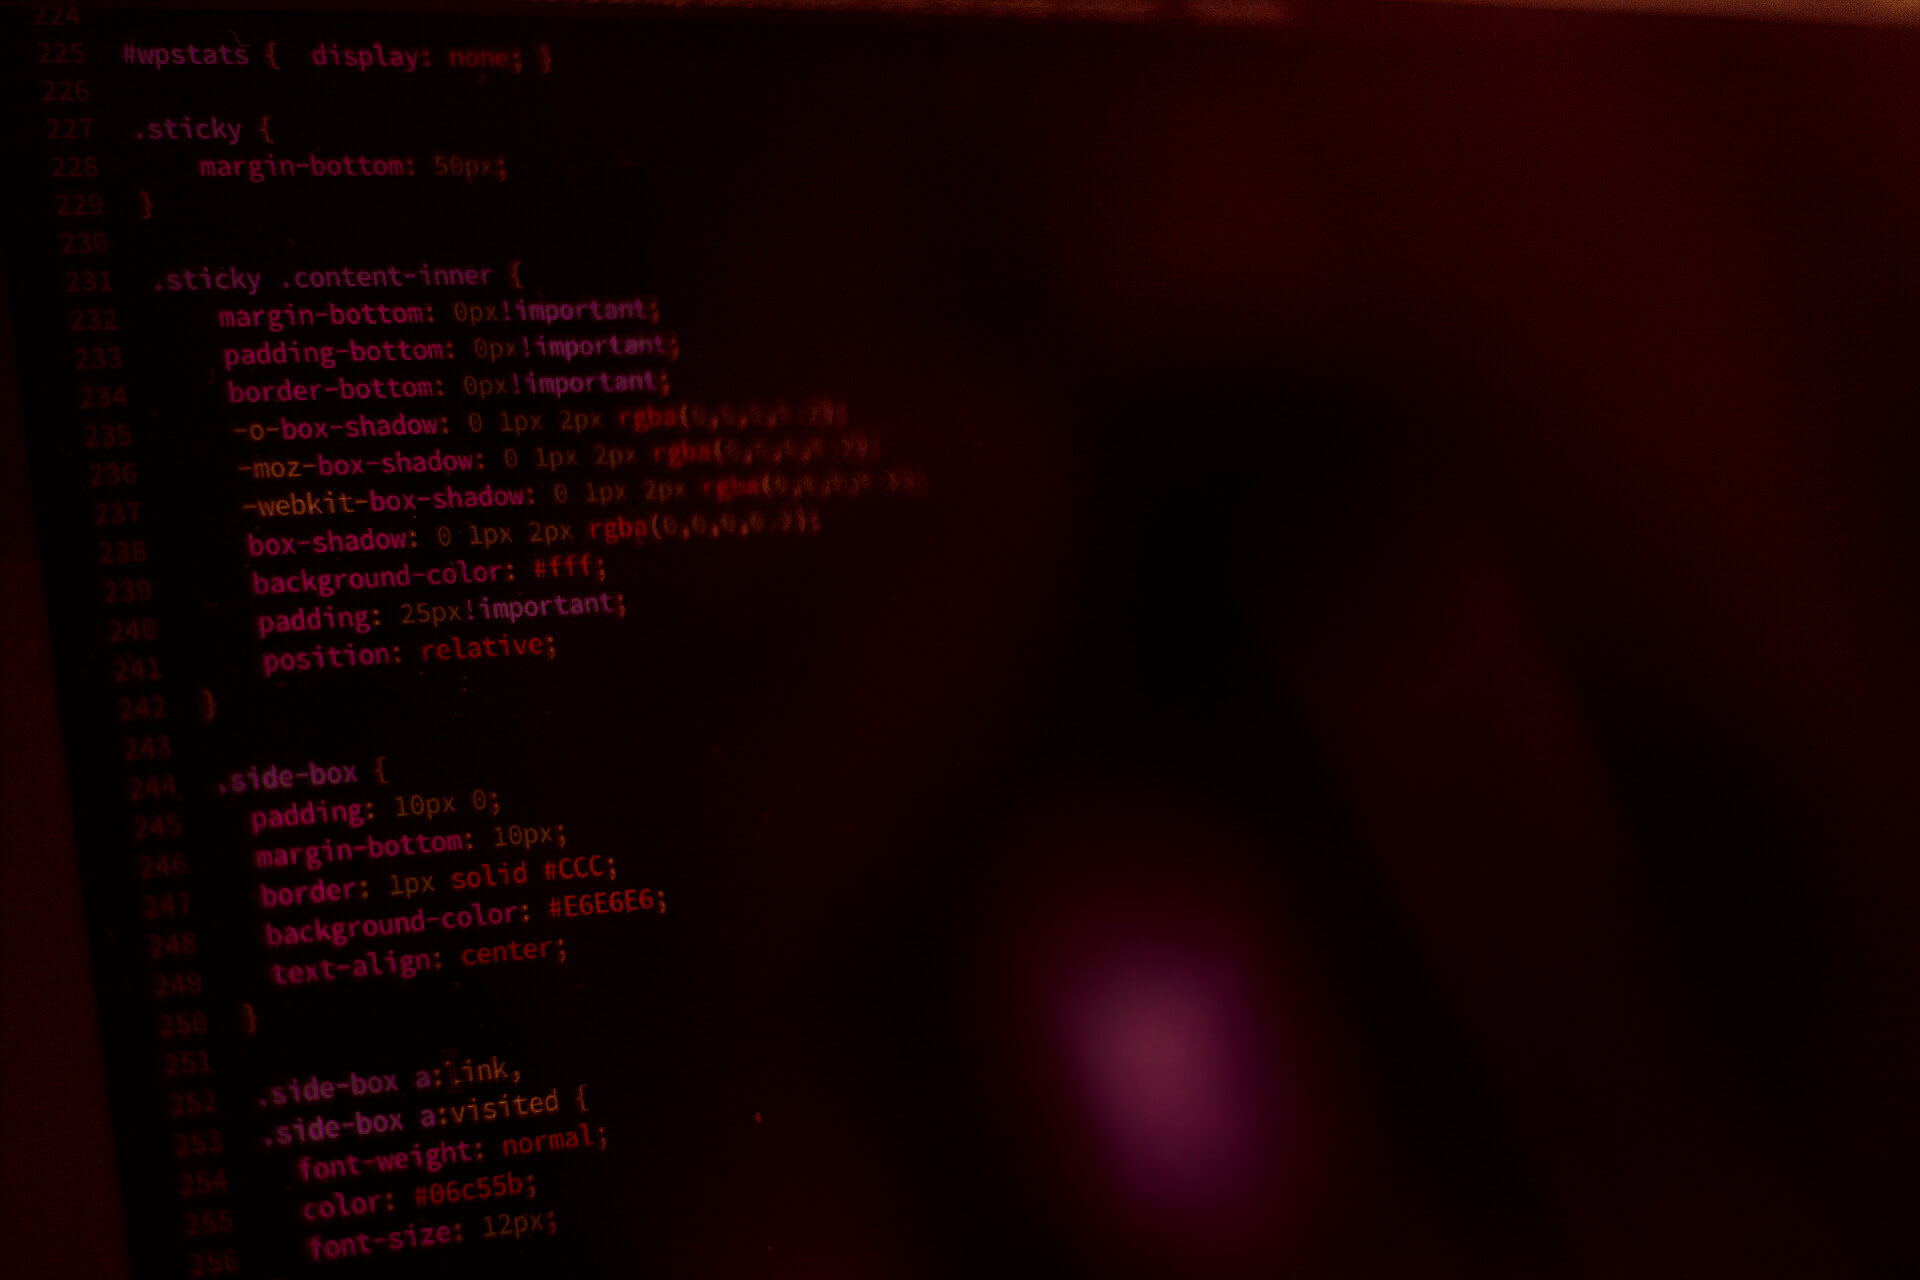 224
225 #wpstats { display: none; }
226
227 .sticky {
228 margin-bottom: 50px;
229 }
230
231 .sticky .content-inner {
232 margin-bottom: 0px!important;
233 padding-bottom: 0px!important;
234 border-bottom: 0px!important;
235 -o-box-shadow: 0 1px 2px rgba(
236 -moz-box-shadow: 0 1px 2px rgba(
237 -webkit-box-shadow: 0 1px 2px rgba(
238 box-shadow: 0 1px 2px rgba(0,0,0,
239 background-color: #fff;
240 padding: 25px!important;
241 position: relative;
242 }
243
244 .side-box {
245 padding: 10px 0;
246 margin-bottom: 10px;
247 border: 1px solid #CCC;
248 background-color: #E6E6E6;
249 text-align: center;
250 }
251
252 .side-box a:link,
253 .side-box a:visited {
254 font-weight: normal;
255 color: #06c55b;
256 font-size: 12px;